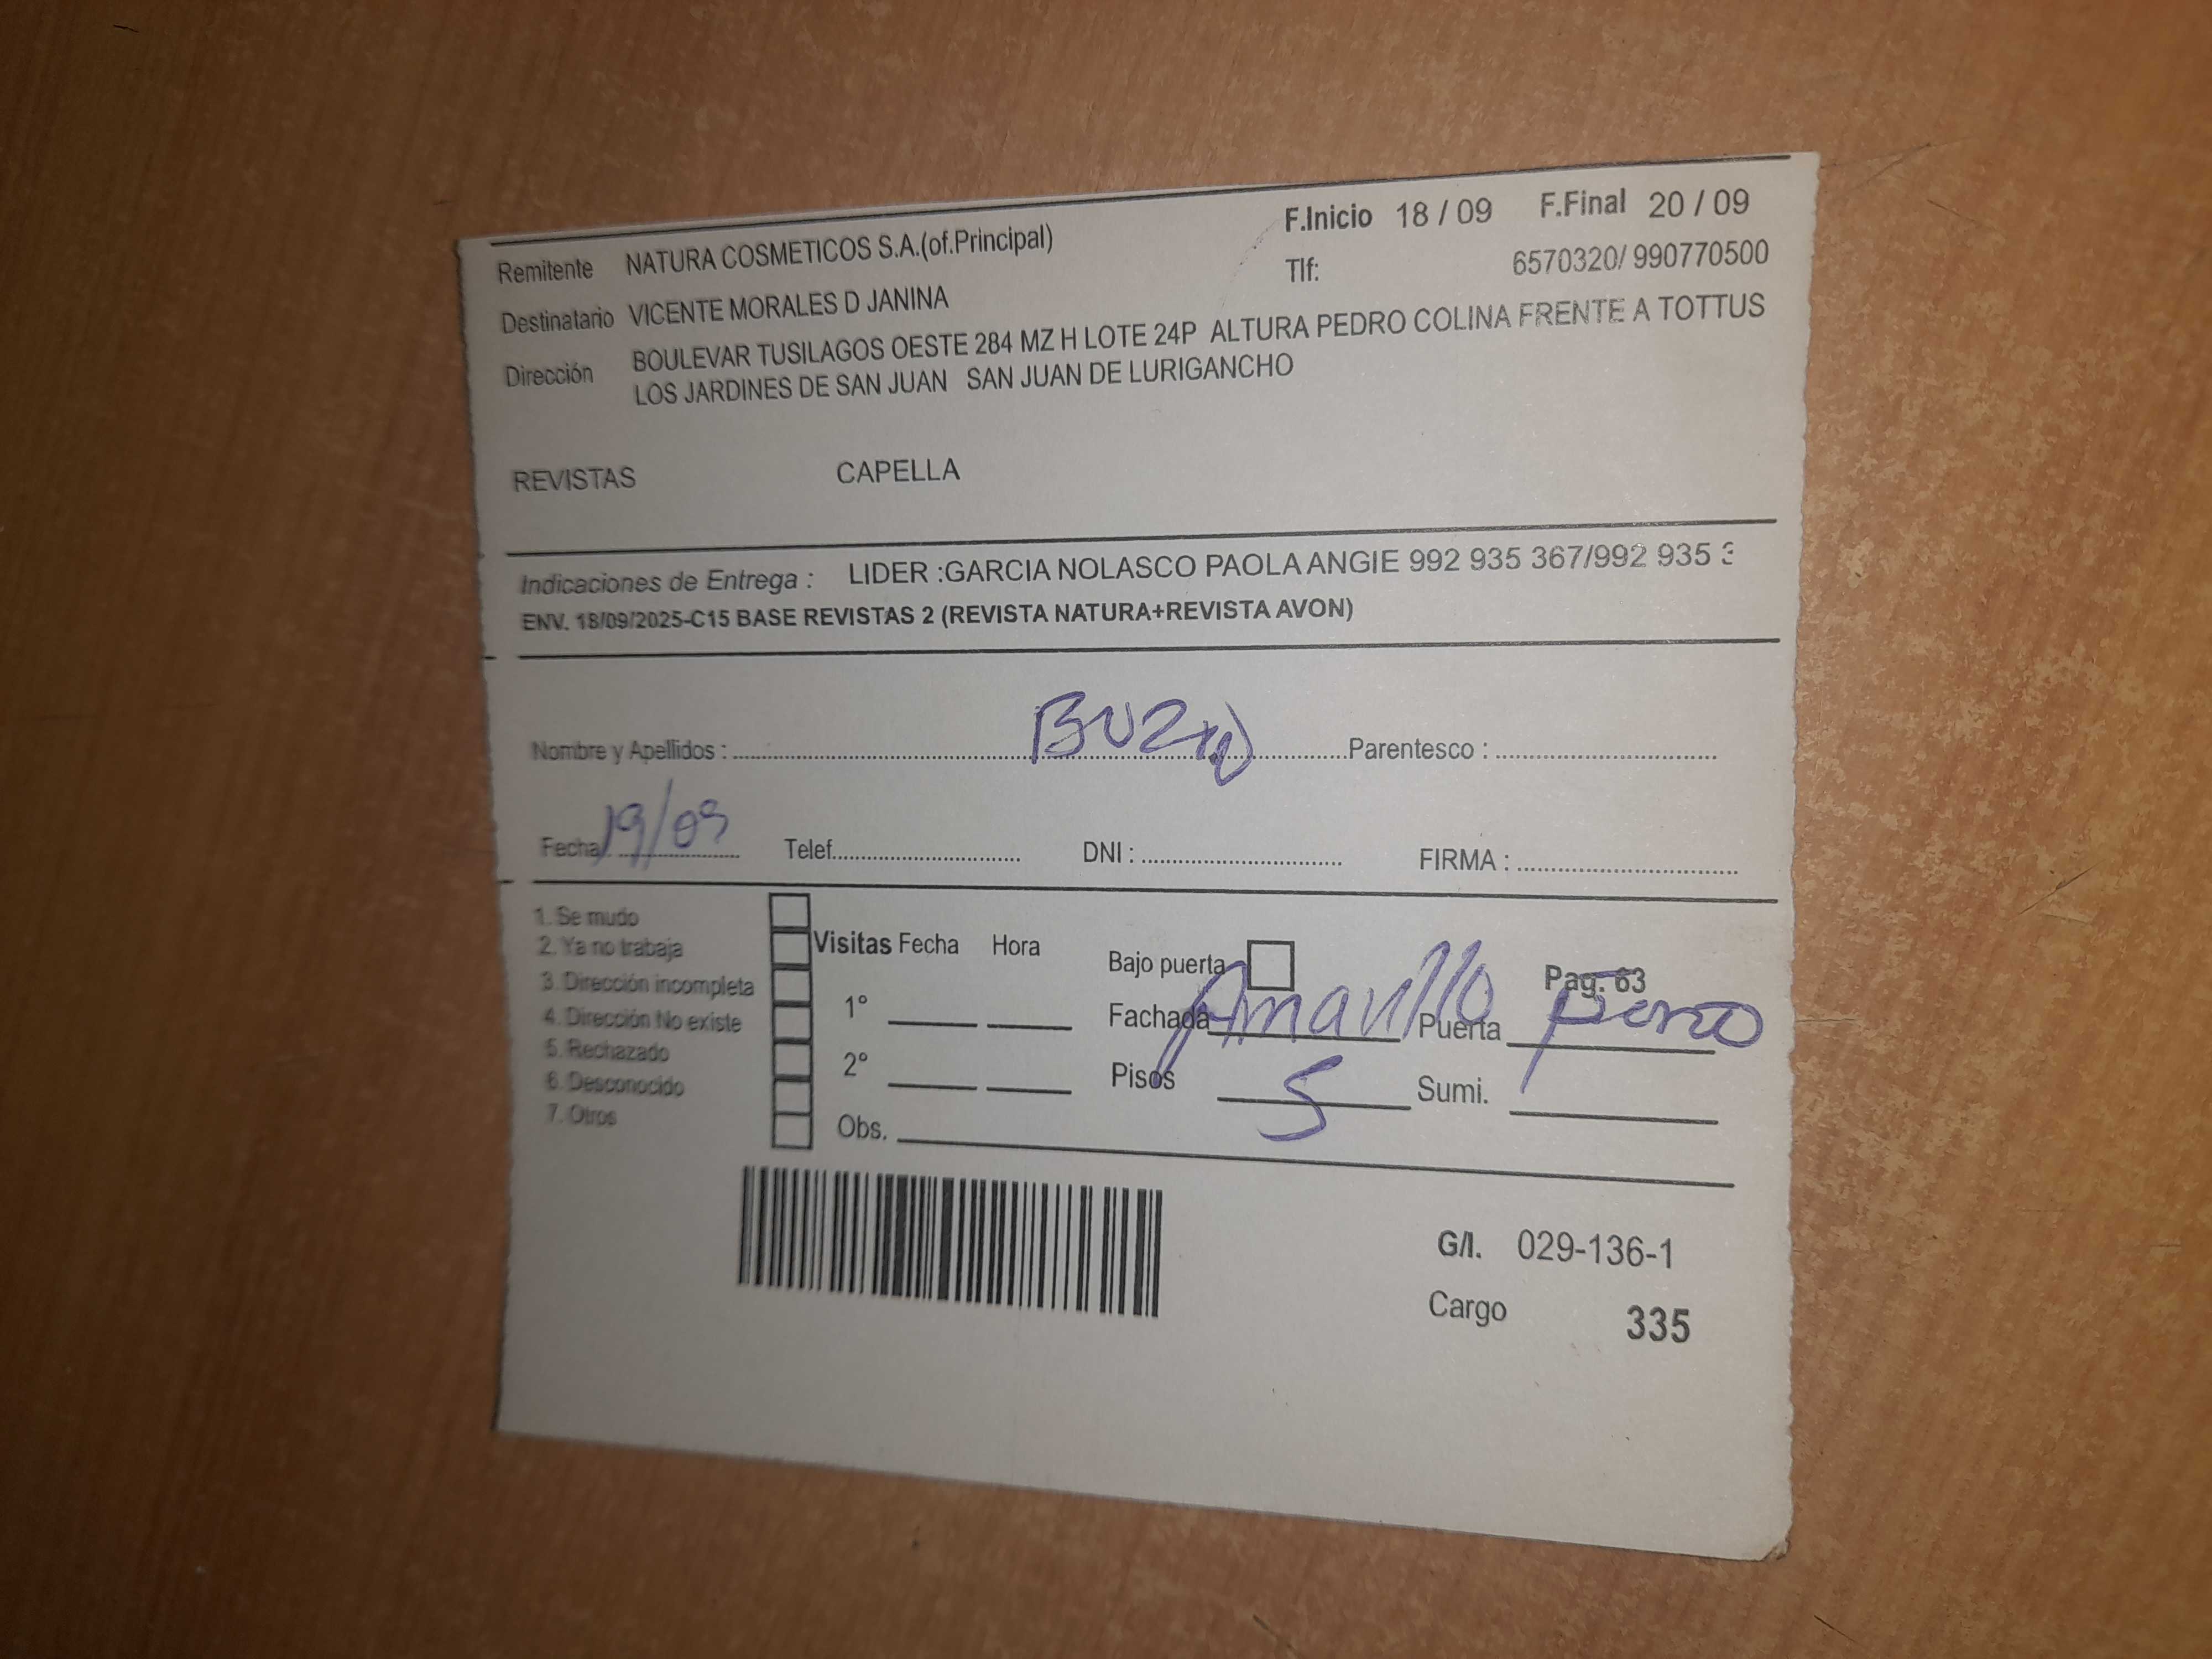 F.Inicio 18 / 09 F.Final 20 / 09
Remitente NATURA COSMETICOS S.A.(of.Principal) Tlf: 6570320/ 990770500
Destinatario VICENTE MORALES D JANINA
Dirección BOULEVAR TUSILAGOS OESTE 284 MZ H LOTE 24P ALTURA PEDRO COLINA FRENTE A TOTTUS
LOS JARDINES DE SAN JUAN SAN JUAN DE LURIGANCHO
REVISTAS CAPELLA
Indicaciones de Entrega : LIDER :GARCIA NOLASCO PAOLA ANGIE 992 935 367/992 935 3
ENV. 18/09/2025-C15 BASE REVISTAS 2 (REVISTA NATURA+REVISTA AVON)
Nombre y Apellidos : Parentesco :
Fecha 19/09 Telef. DNI : FIRMA :
1. Se mudo
2. Ya no trabaja
3. Dirección incompleta
4. Dirección No existe
5. Rechazado
6. Desconocido
7. Otros
Visitas Fecha Hora
1°
2°
Obs.
Bajo puerta Pag. 63
Fachada Amarillo Puerta
Pisos 5 Sumi.
G/I. 029-136-1
Cargo 335